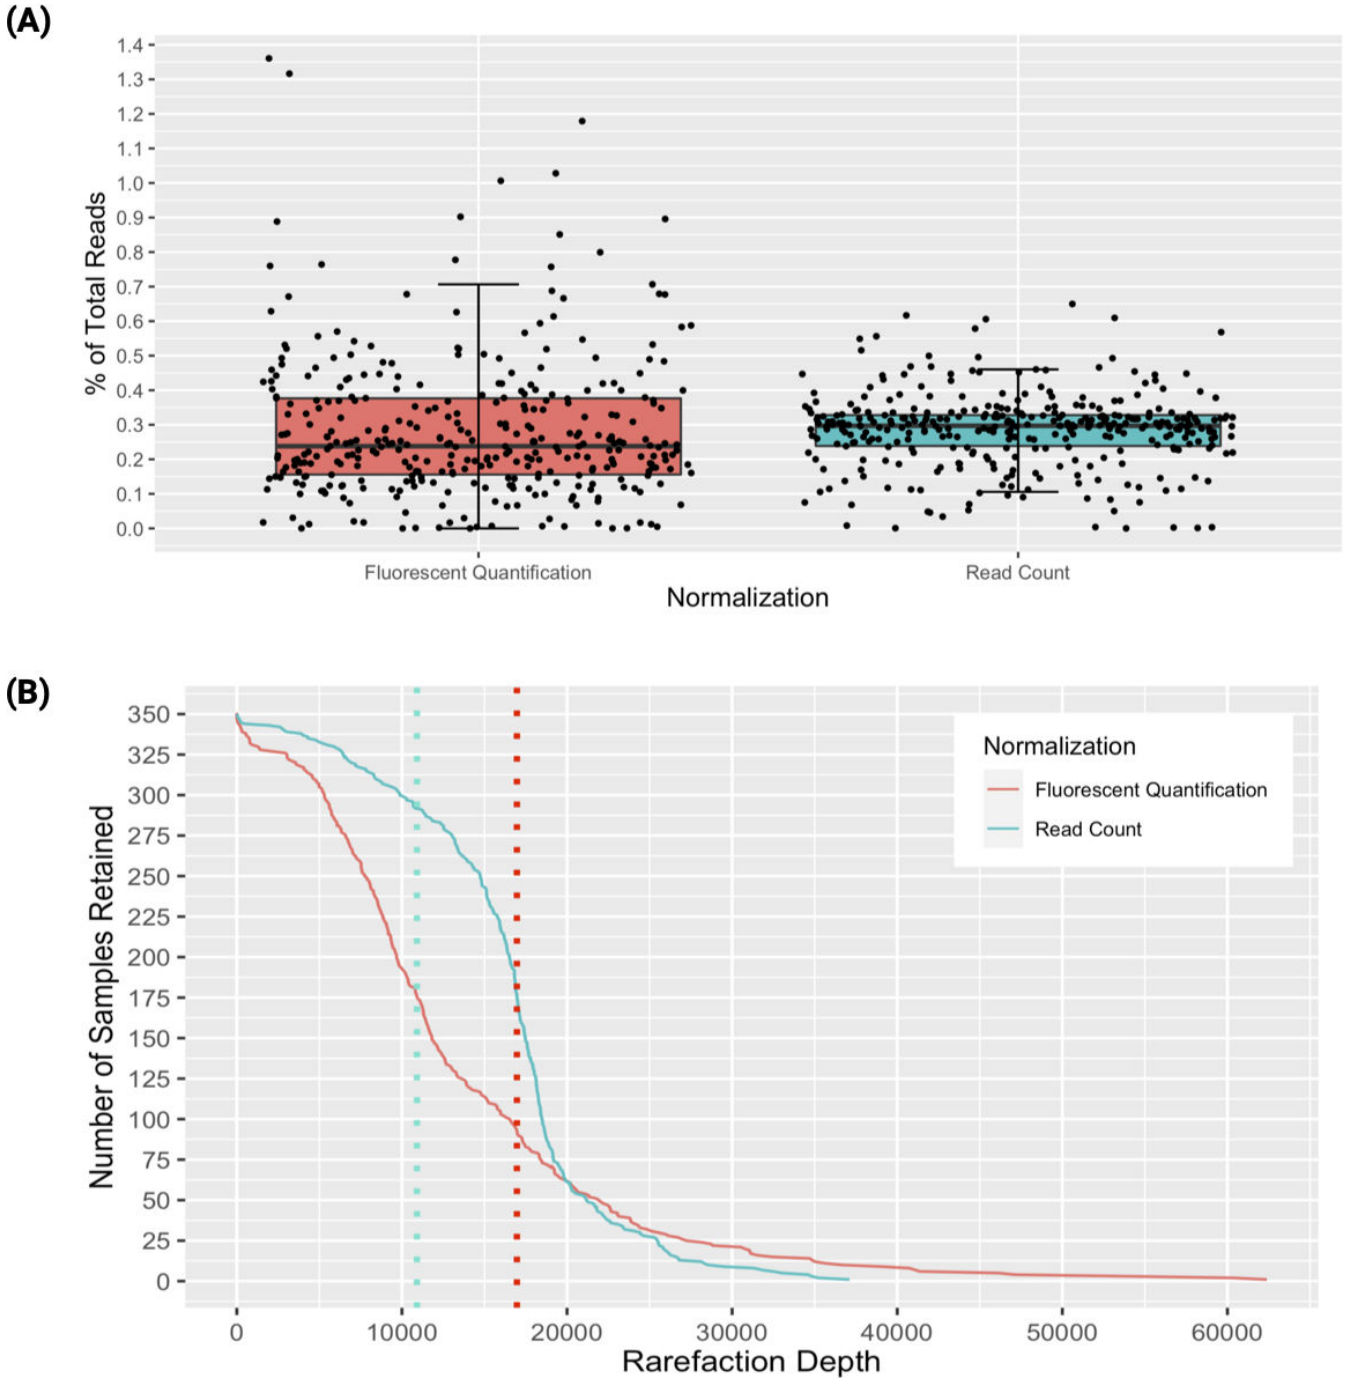 (A)
% of Total Reads
1.4
1.3
1.2
1.1
1.0
0.9
0.8
0.7
0.6
0.5
0.4
0.3
0.2
0.1
0.0
Fluorescent Quantification Read Count
Normalization
(B)
Number of Samples Retained
350
325
300
275
250
225
200
175
150
125
100
75
50
25
0
Normalization
Fluorescent Quantification
Read Count
0 10000 20000 30000 40000 50000 60000
Rarefaction Depth